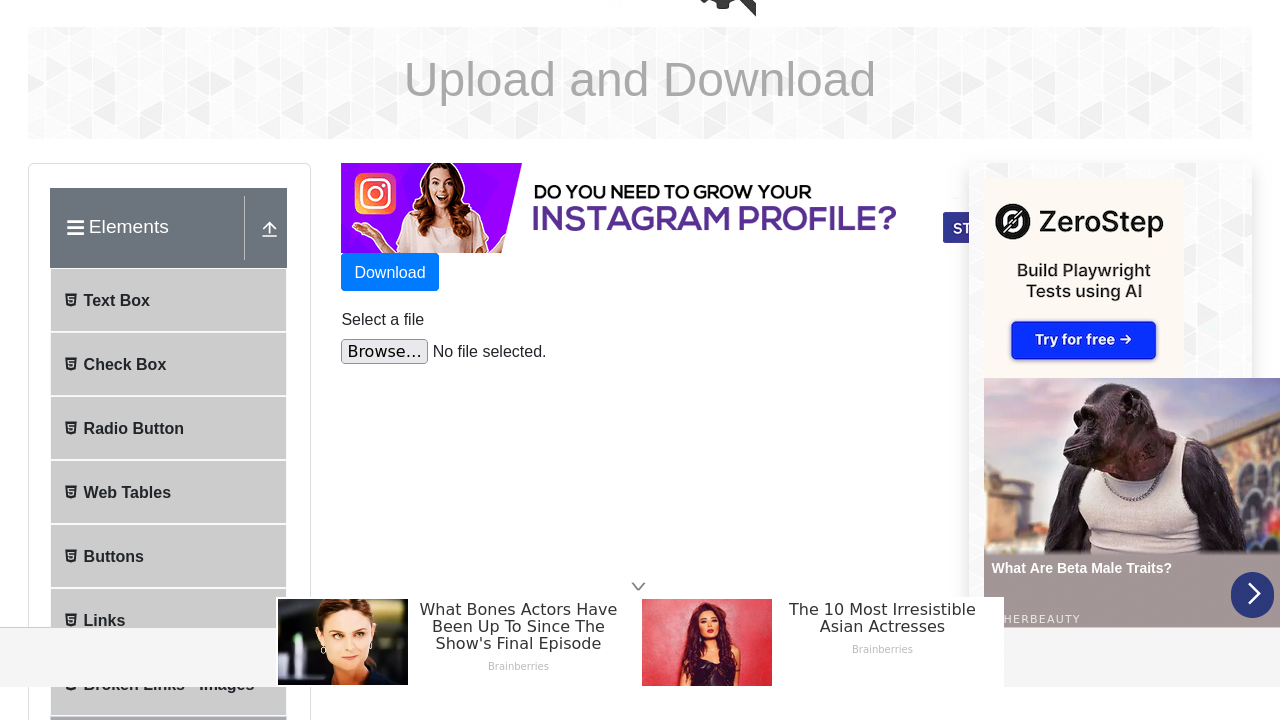 Upload and Download
Elements
Text Box
Check Box
Radio Button
Web Tables
Buttons
Links
DO YOU NEED TO GROW YOUR
INSTAGRAM PROFILE?
ST
Download
Select a file
Browse...
No file selected.
ZeroStep
Build Playwright
Tests using AI
Try for free →
What Are Beta Male Traits?
HERBEAUTY
What Bones Actors Have
Been Up To Since The
Show's Final Episode
Brainberries
The 10 Most Irresistible
Asian Actresses
Brainberries
Broken Links - Images